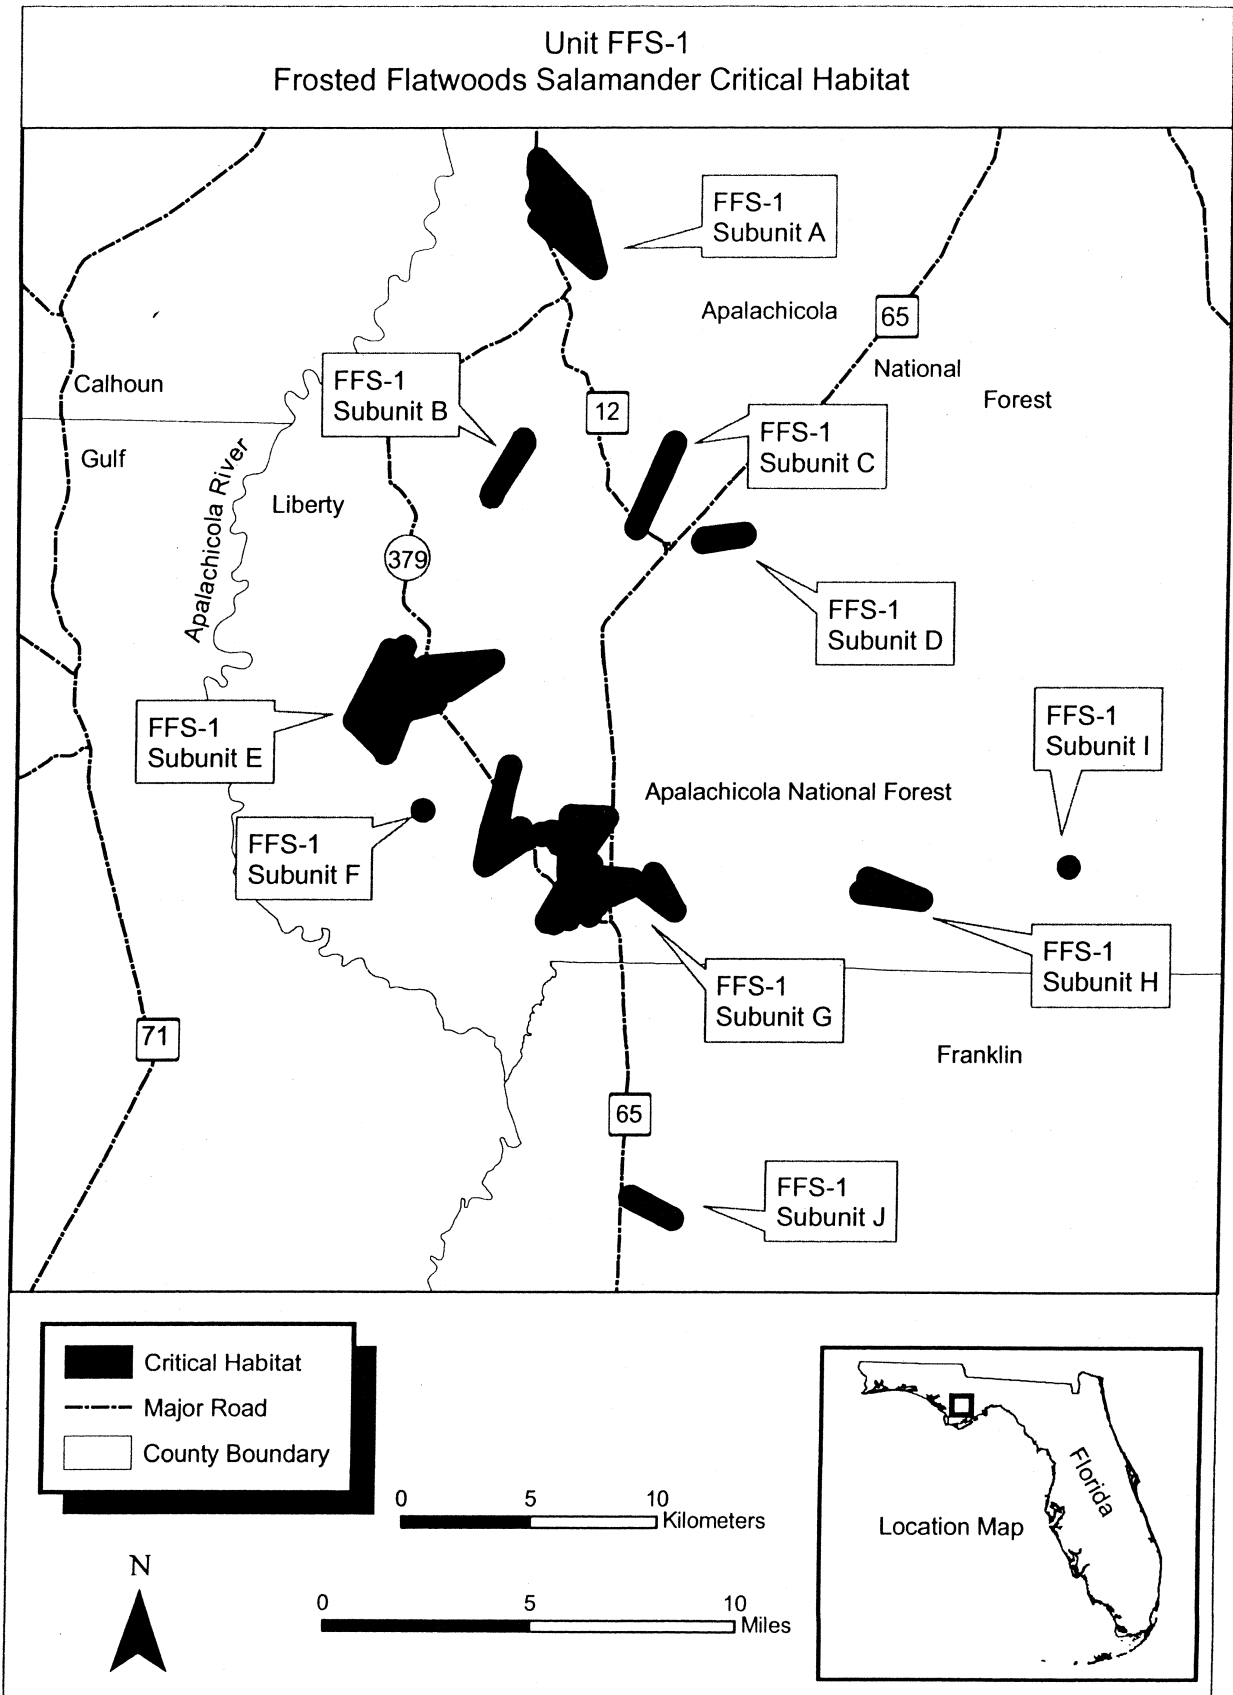 Unit FFS-1
Frosted Flatwoods Salamander Critical Habitat
FFS-1
Subunit A
Apalachicola
65
National
Forest
Calhoun
FFS-1
Subunit B
12
FFS-1
Subunit C
Gulf
Apalachicola River
Liberty
379
FFS-1
Subunit D
FFS-1
Subunit E
FFS-1
Subunit I
Apalachicola National Forest
FFS-1
Subunit F
FFS-1
Subunit H
FFS-1
Subunit G
71
Franklin
65
FFS-1
Subunit J
Critical Habitat
Major Road
County Boundary
0 5 10
Kilometers
N
0 5 10
Miles
Location Map
Florida